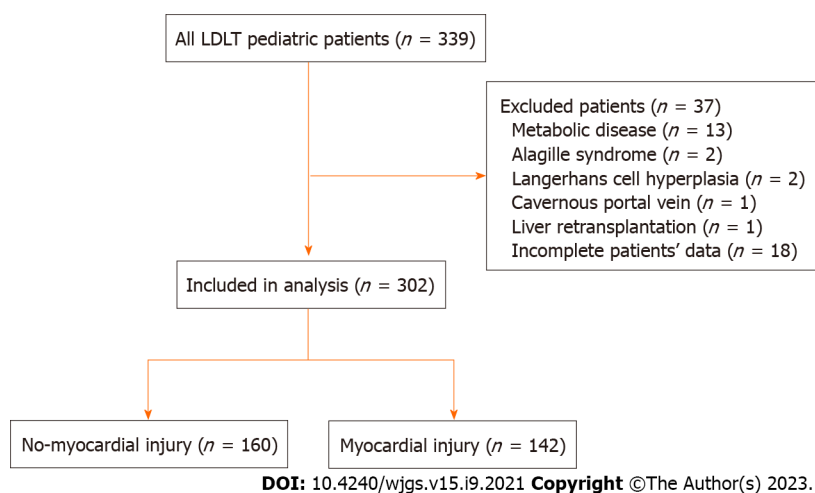 All LDLT pediatric patients (n = 339)
Excluded patients (n = 37)
Metabolic disease (n = 13)
Alagille syndrome (n = 2)
Langerhans cell hyperplasia (n = 2)
Cavernous portal vein (n = 1)
Liver retransplantation (n = 1)
Incomplete patients’ data (n = 18)
Included in analysis (n = 302)
No-myocardial injury (n = 160)
Myocardial injury (n = 142)
DOI: 10.4240/wjgs.v15.i9.2021 Copyright ©The Author(s) 2023.